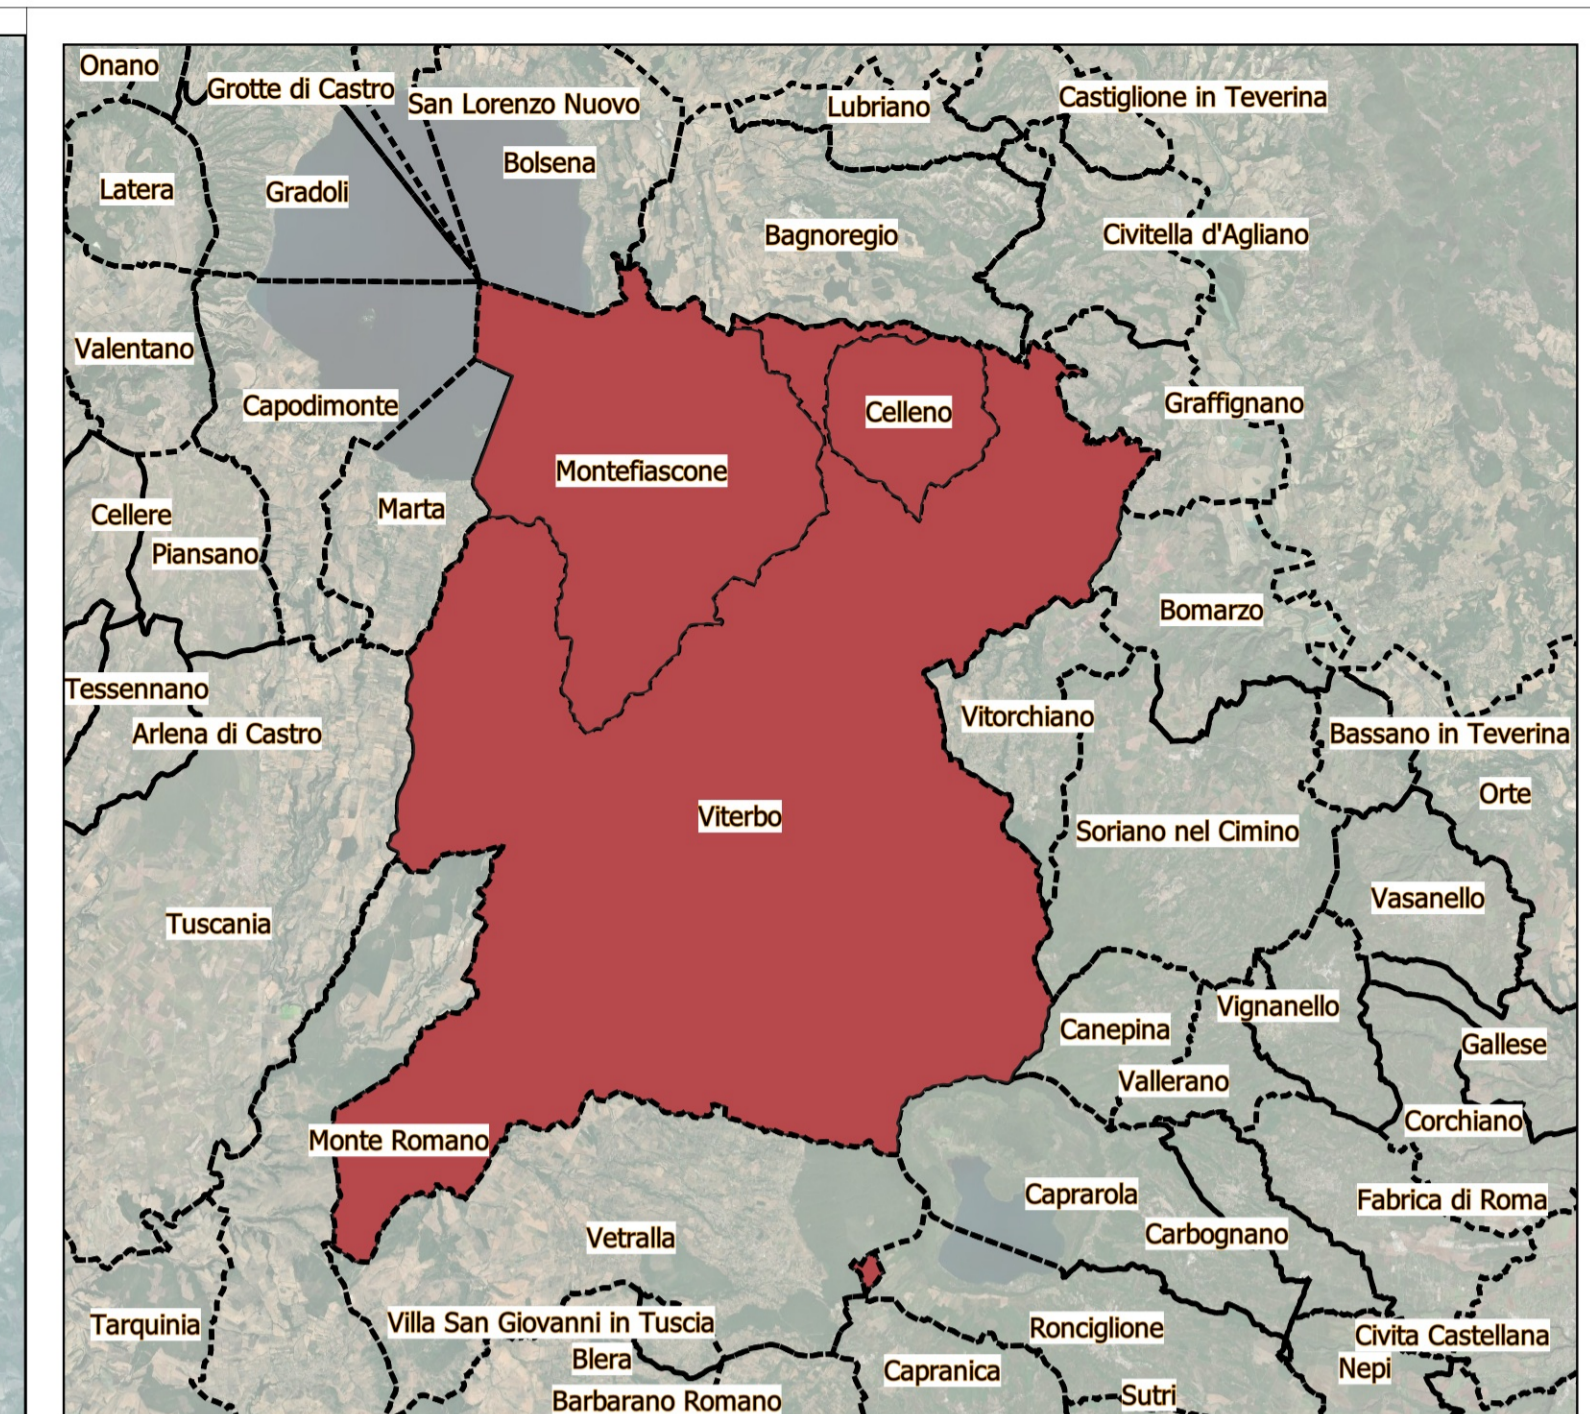 Onano
Grotte di Castro
San Lorenzo Nuovo
Lubriano
Castiglione in Teverina
Latera
Gradoli
Bolsena
Bagnoregio
Civitella d'Agliano
Valentano
Capodimonte
Celleno
Graffignano
Montefiascone
Cellere
Marta
Piansano
Bomarzo
Tessennano
Vitorchiano
Arlena di Castro
Bassano in Teverina
Orte
Viterbo
Soriano nel Cimino
Vasanello
Tuscania
Vignanello
Canepina
Gallese
Vallerano
Corchiano
Monte Romano
Caprarola
Fabrica di Roma
Vetralla
Carbognano
Tarquinia
Villa San Giovanni in Tuscia
Ronciglione
Civita Castellana
Blera
Capranica
Nepi
Barbarano Romano
Sutri